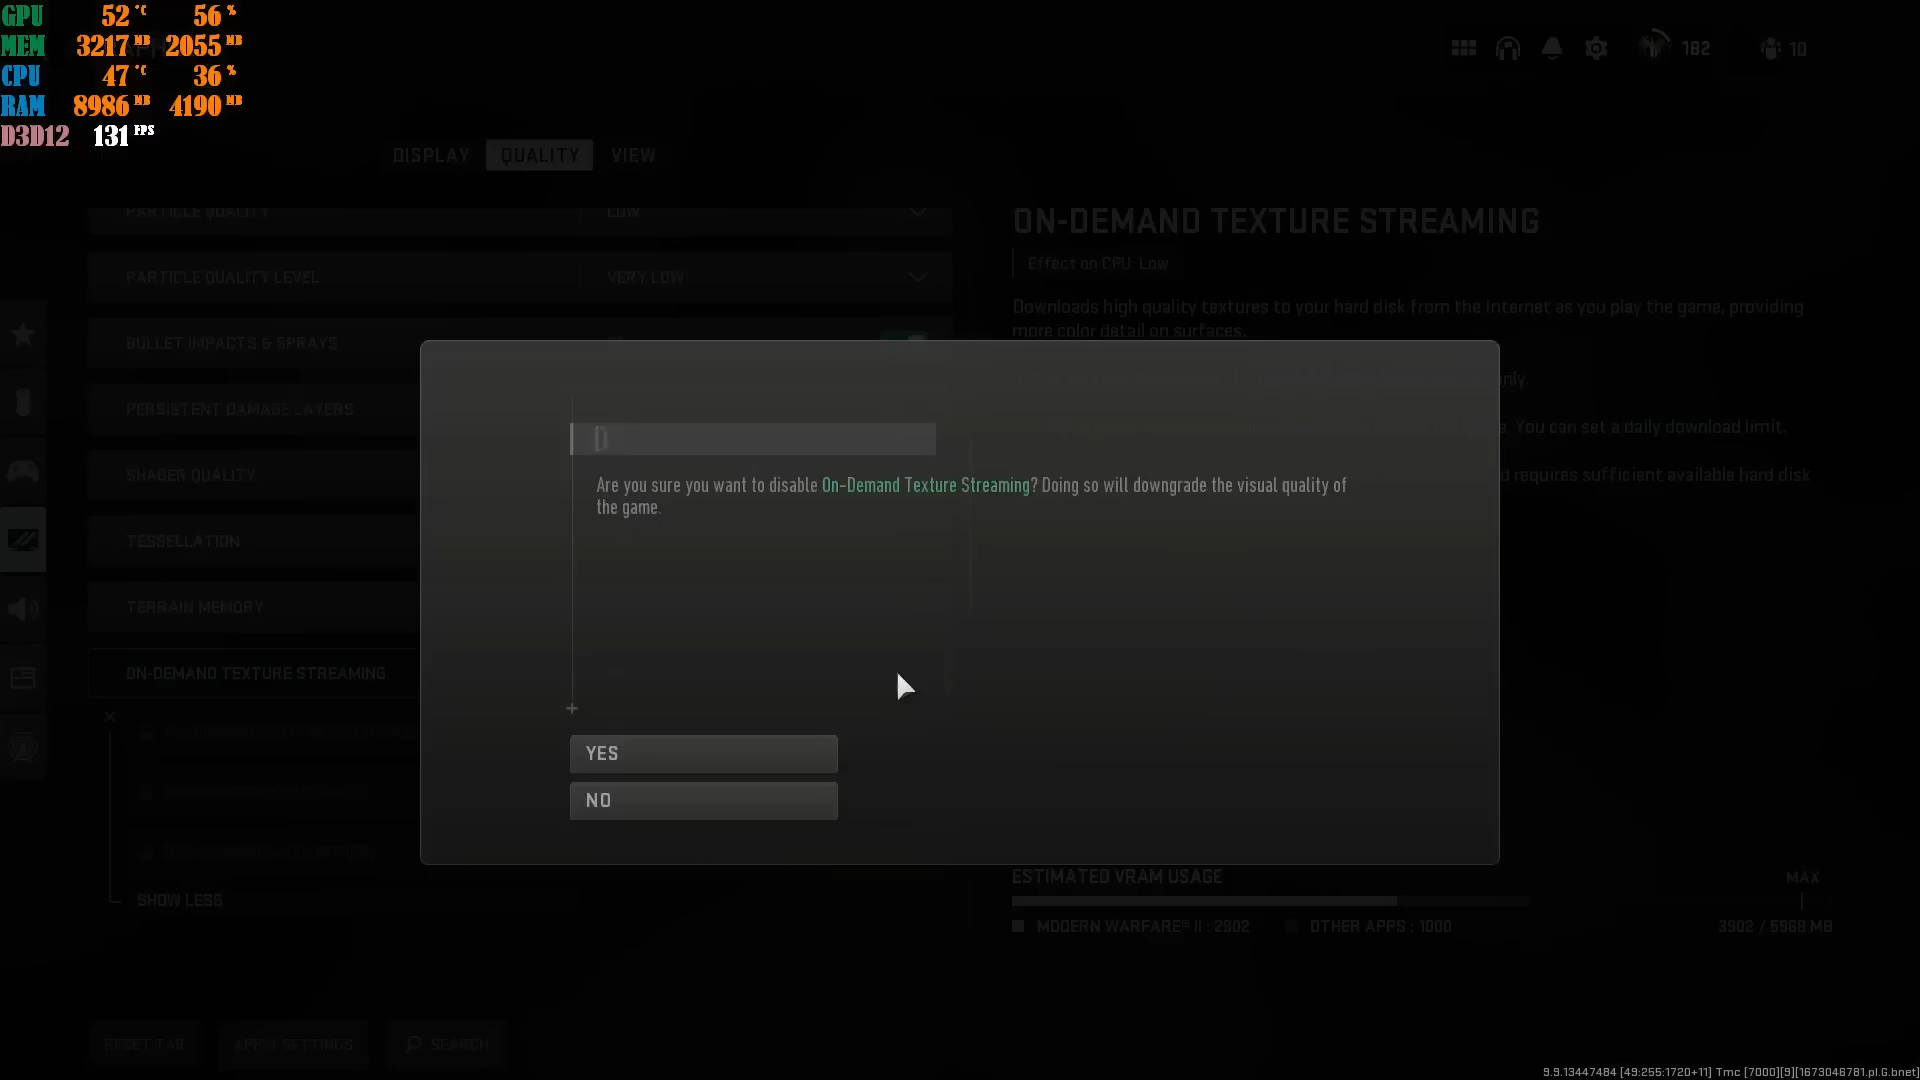 GPU 52 °C 56 %
MEM 3217 MB 2055 MB
CPU 47 °C 36 %
RAM 8986 MB 4190 MB
D3D12 131 FPS
182
10
DISPLAY QUALITY VIEW
PARTICLE QUALITY LOW
PARTICLE QUALITY LEVEL VERY LOW
BULLET IMPACTS & SPRAYS
PERSISTENT DAMAGE LAYERS
SHADER QUALITY
TESSELLATION
TERRAIN MEMORY
ON-DEMAND TEXTURE STREAMING
SHOW LESS
ON-DEMAND TEXTURE STREAMING
Effect on CPU: Low
Downloads high quality textures to your hard disk from the Internet as you play the game, providing
more color detail on surfaces.
only.
You can set a daily download limit.
requires sufficient available hard disk
D
Are you sure you want to disable On-Demand Texture Streaming? Doing so will downgrade the visual quality of
the game.
YES
NO
ESTIMATED VRAM USAGE MAX
MODERN WARFARE® II : 2902 OTHER APPS : 1000 3902 / 5968 MB
RESET TAB APPLY SETTINGS SEARCH
9.9.13447484 [49:255:1720+11] Tmc [7000][9][1673046781.pl.G.bnet]